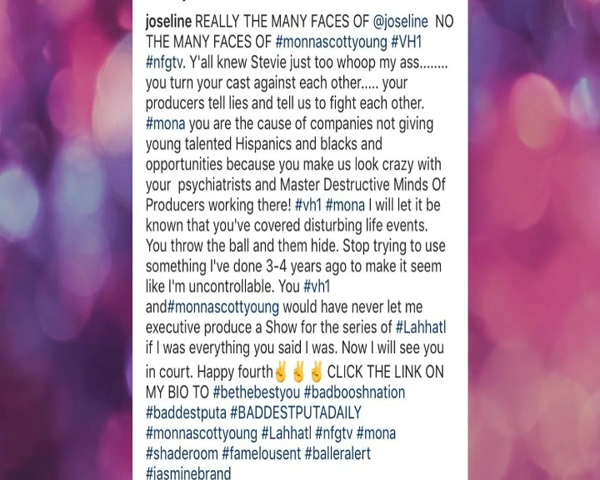 joseline REALLY THE MANY FACES OF @joseline NO
THE MANY FACES OF #monnascottyoung #VH1
#nfgtv. Y'all knew Stevie just too whoop my ass........
you turn your cast against each other..... your
producers tell lies and tell us to fight each other.
#mona you are the cause of companies not giving
young talented Hispanics and blacks and
opportunities because you make us look crazy with
your psychiatrists and Master Destructive Minds Of
Producers working there! #vh1 #mona I will let it be
known that you've covered disturbing life events.
You throw the ball and them hide. Stop trying to use
something I've done 3-4 years ago to make it seem
like I'm uncontrollable. You #vh1
and#monnascottyoung would have never let me
executive produce a Show for the series of #Lahhatl
if I was everything you said I was. Now I will see you
in court. Happy fourth✌️✌️✌️ CLICK THE LINK ON
MY BIO TO #bethebestyou #badbooshnation
#baddestputa #BADDESTPUTADAILY
#monnascottyoung #Lahhatl #nfgtv #mona
#shaderoom #famelousent #balleralert
#jasminebrand